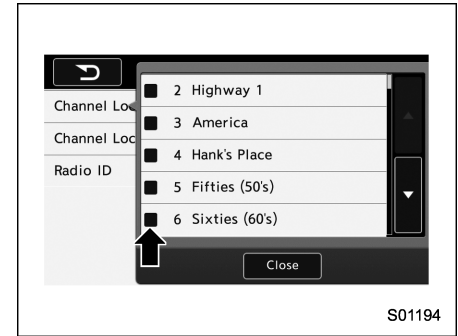 2 Highway 1
Channel Loc
3 America
Channel Loc
4 Hank's Place
Radio ID
5 Fifties (50's)
6 Sixties (60's)
Close
S01194